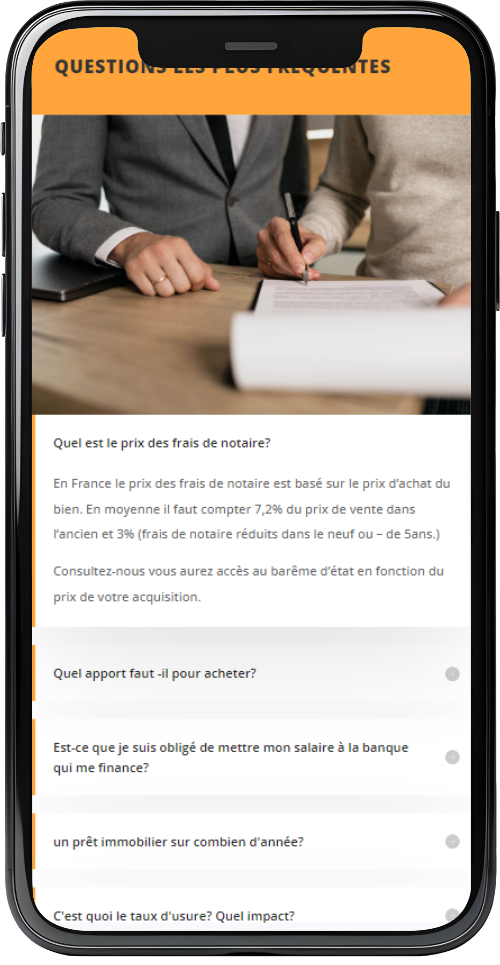 QUESTIONS LES PLUS FRÉQUENTES
Quel est le prix des frais de notaire?
En France le prix des frais de notaire est basé sur le prix d’achat du
bien. En moyenne il faut compter 7,2% du prix de vente dans
l’ancien et 3% (frais de notaire réduits dans le neuf ou – de 5ans.)
Consultez-nous vous aurez accès au barême d’état en fonction du
prix de votre acquisition.
Quel apport faut -il pour acheter?
Est-ce que je suis obligé de mettre mon salaire à la banque
qui me finance?
un prêt immobilier sur combien d'année?
C'est quoi le taux d'usure? Quel impact?